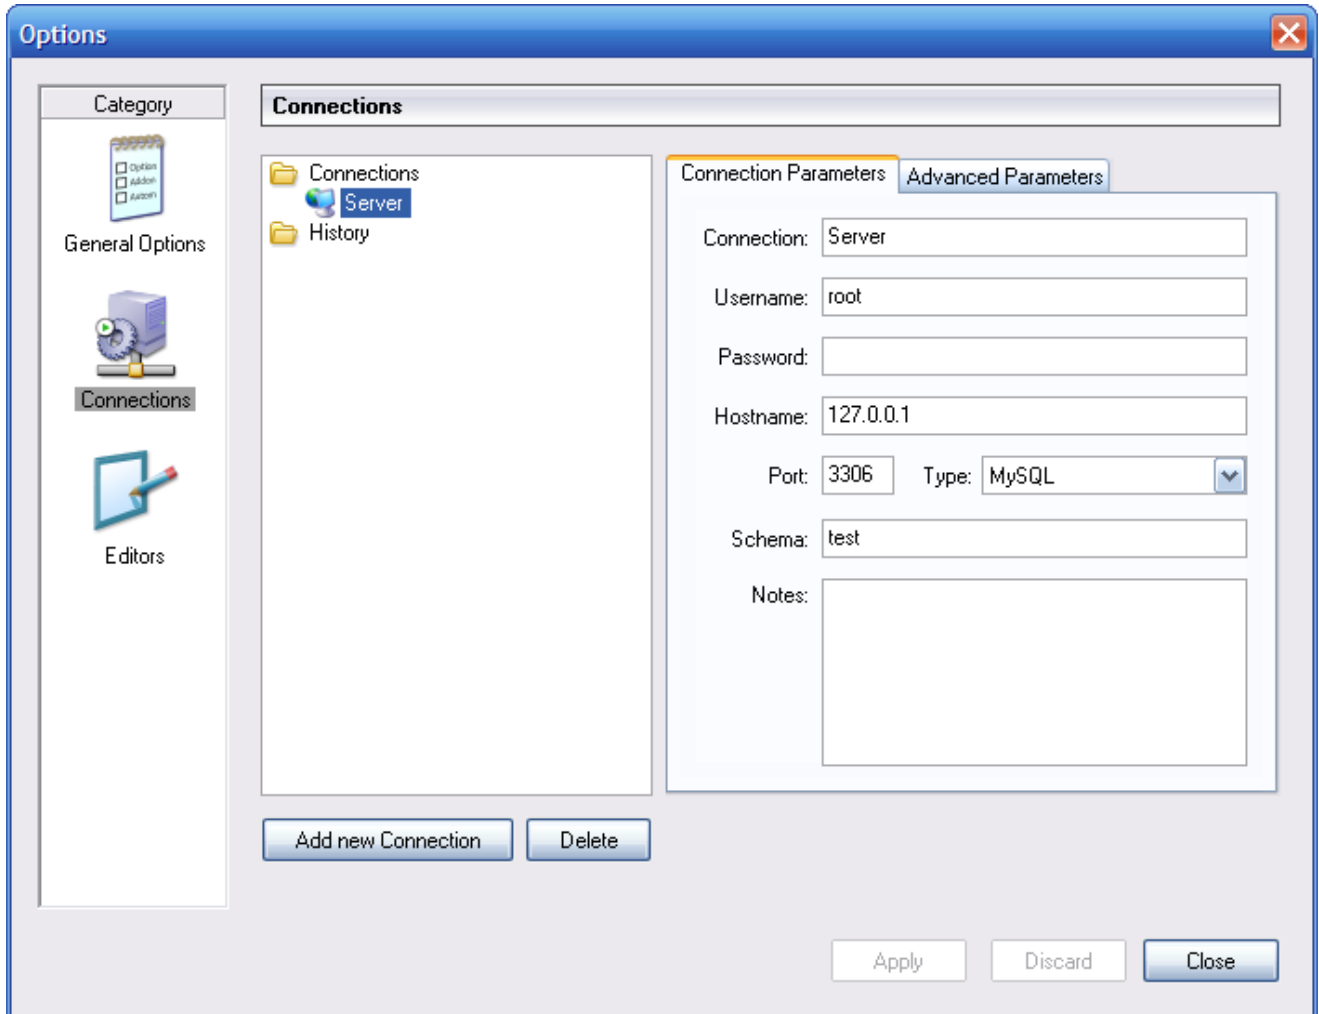 Options
Category
Option
Addon
General Options
Connections
Editors
Connections
Connections
Server
History
Connection Parameters
Advanced Parameters
Connection: Server
Username: root
Password:
Hostname: 127.0.0.1
Port: 3306 Type: MySQL
Schema: test
Notes:
Add new Connection
Delete
Apply
Discard
Close